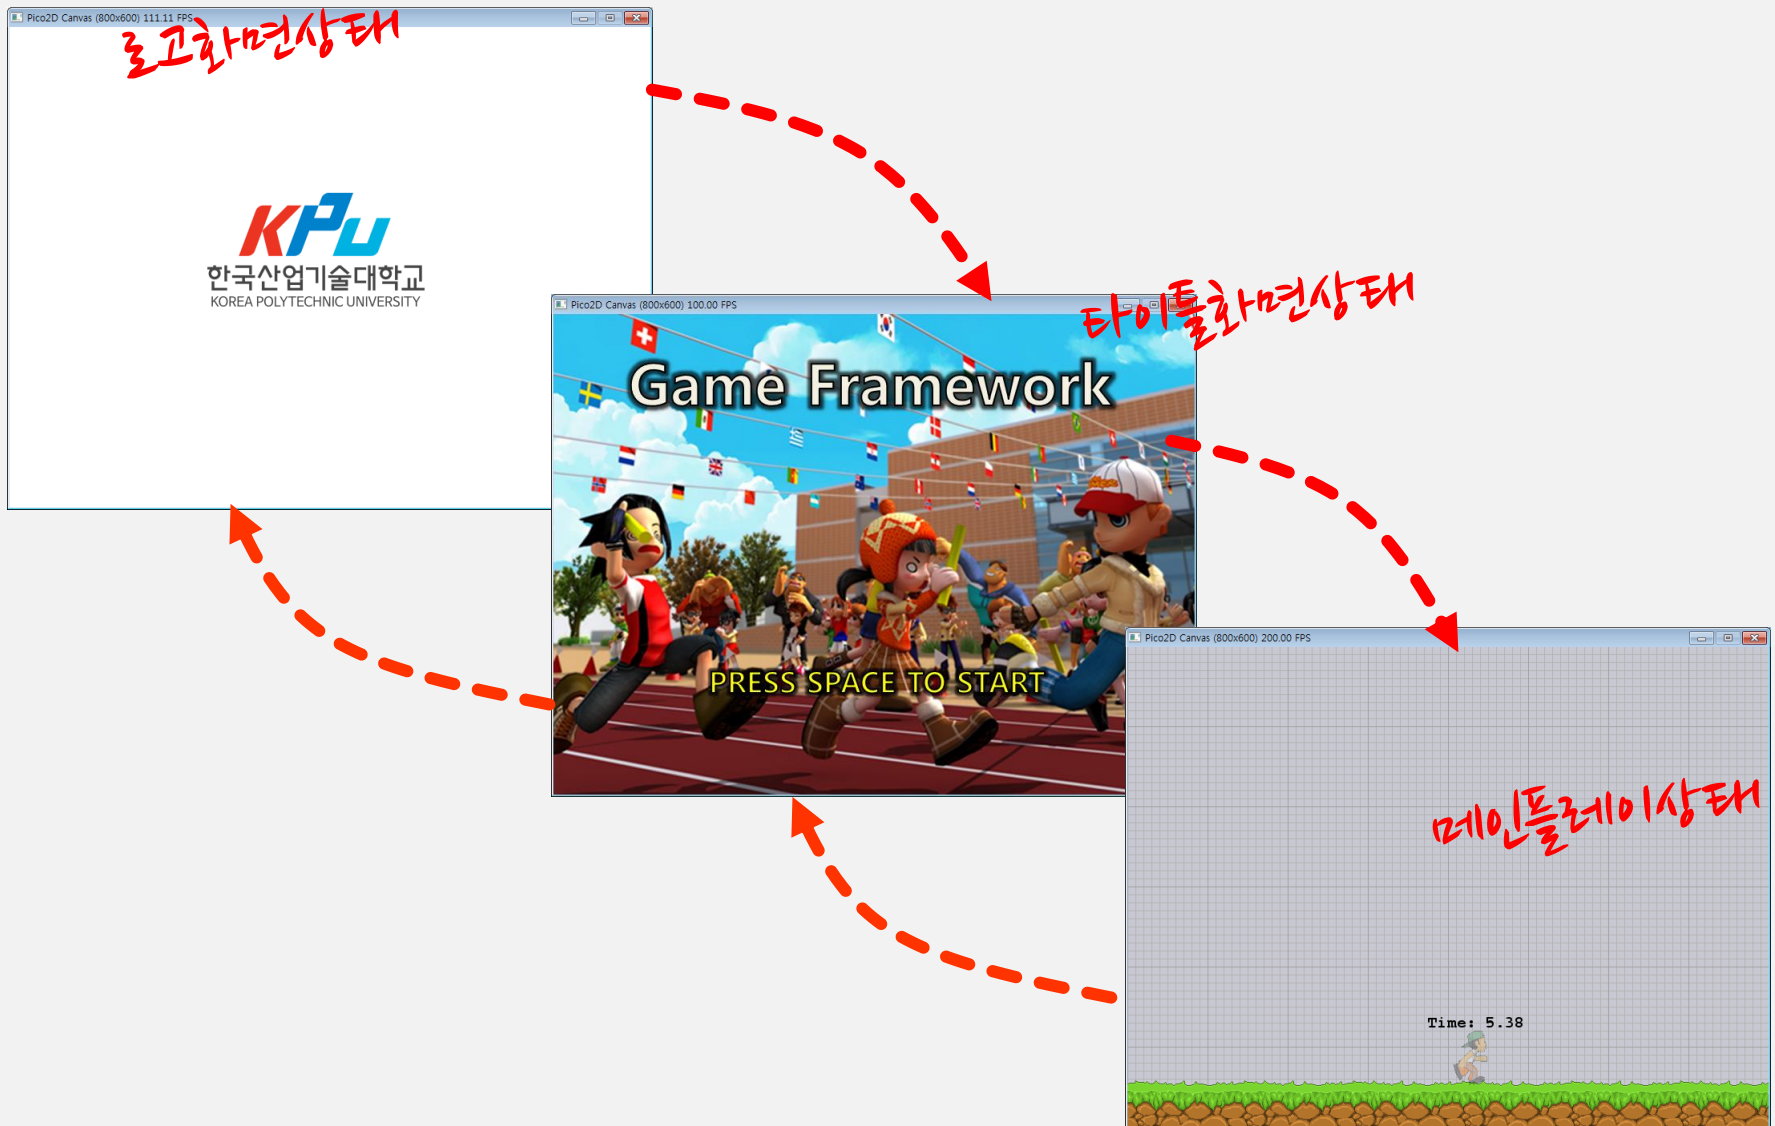 Pico2D Canvas (800x600) 111.11 FPS
로고화면상태
KPU
한국산업기술대학교
KOREA POLYTECHNIC UNIVERSITY
Pico2D Canvas (800x600) 100.00 FPS
타이틀화면상태
Game Framework
PRESS SPACE TO START
Pico2D Canvas (800x600) 200.00 FPS
메인플레이상태
Time: 5.38